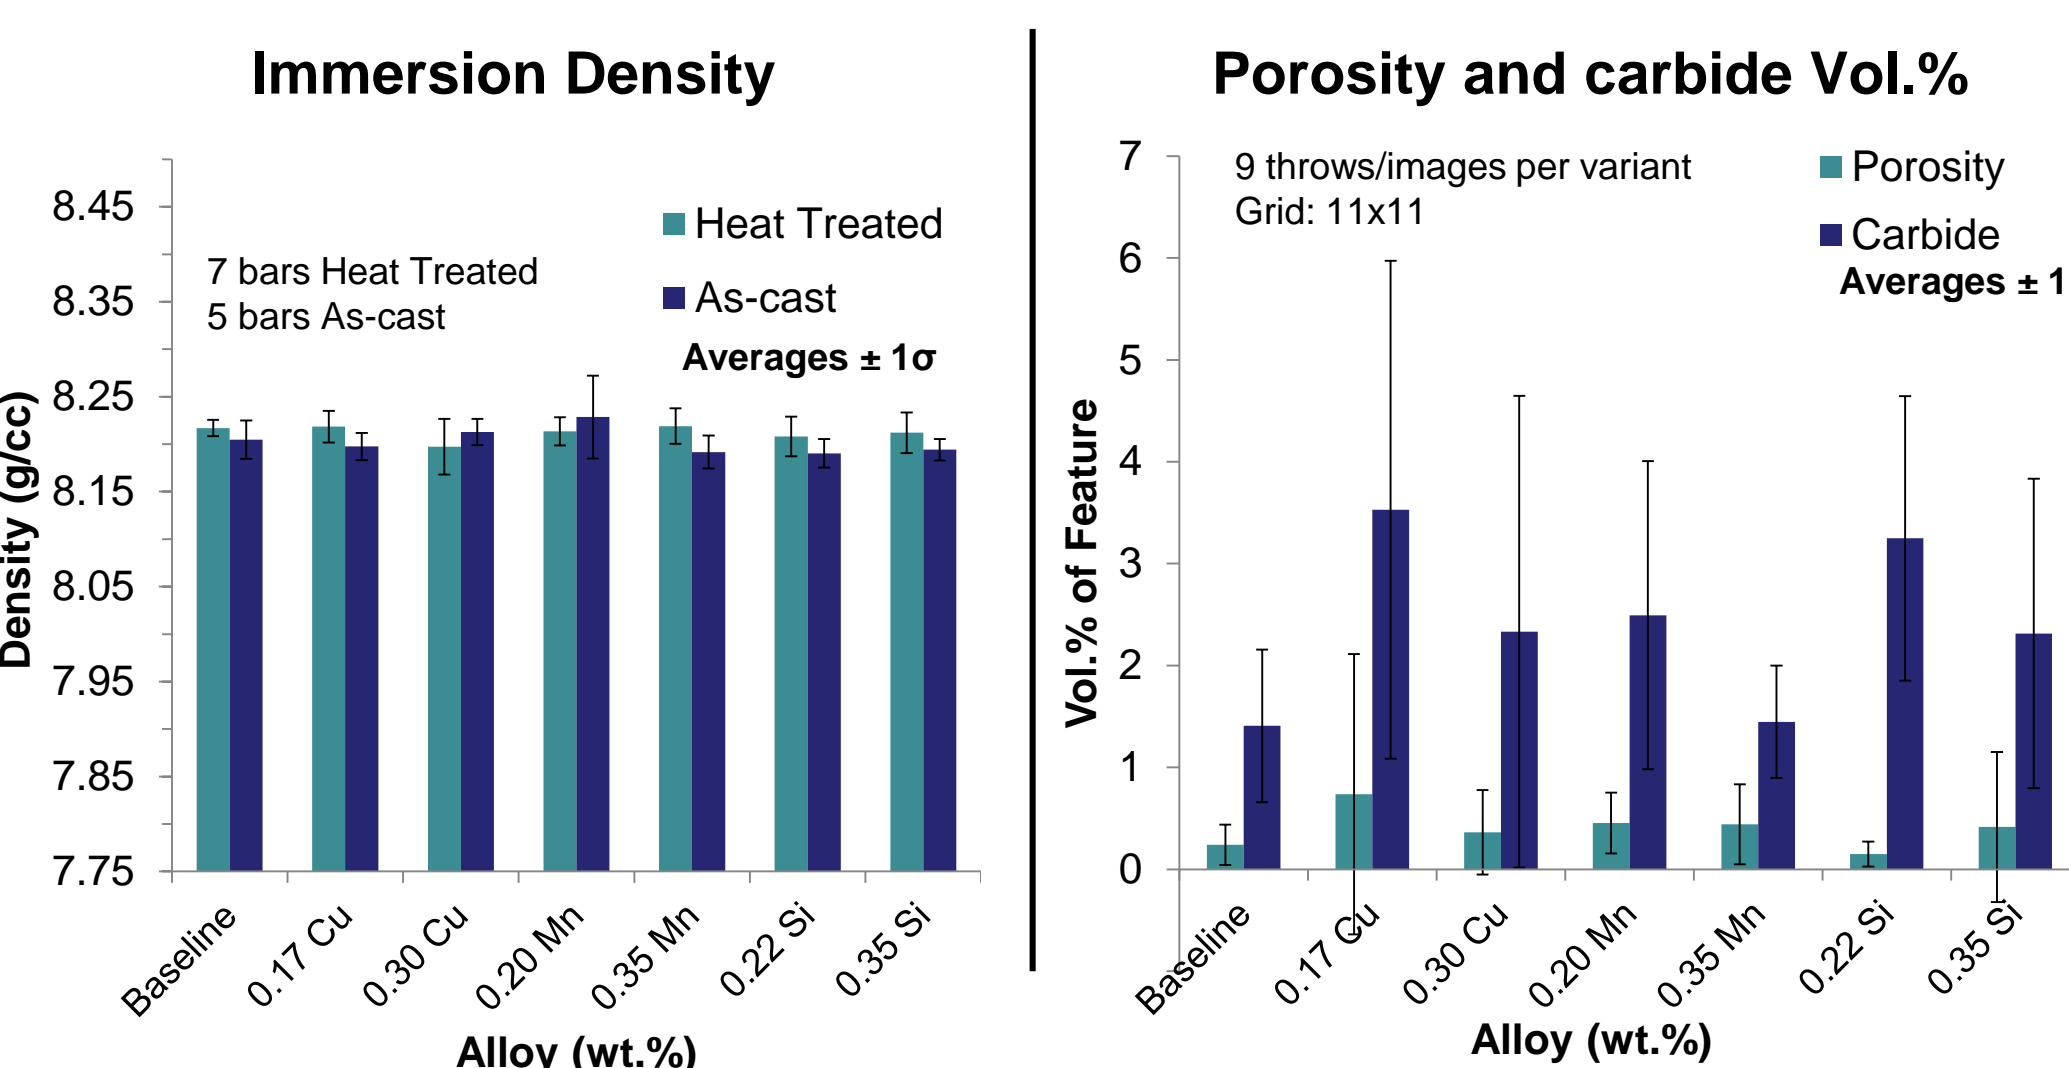 Immersion Density
8.45
8.35
8.25
8.15
8.05
7.95
7.85
7.75
Density (g/cc)
7 bars Heat Treated
5 bars As-cast
Heat Treated
As-cast
Averages ± 1σ
Baseline
0.17 Cu
0.30 Cu
0.20 Mn
0.35 Mn
0.22 Si
0.35 Si
Alloy (wt.%)
Porosity and carbide Vol.%
7
6
5
4
3
2
1
0
Vol.% of Feature
9 throws/images per variant
Grid: 11x11
Porosity
Carbide
Averages ± 1
Baseline
0.17 Cu
0.30 Cu
0.20 Mn
0.35 Mn
0.22 Si
0.35 Si
Alloy (wt.%)